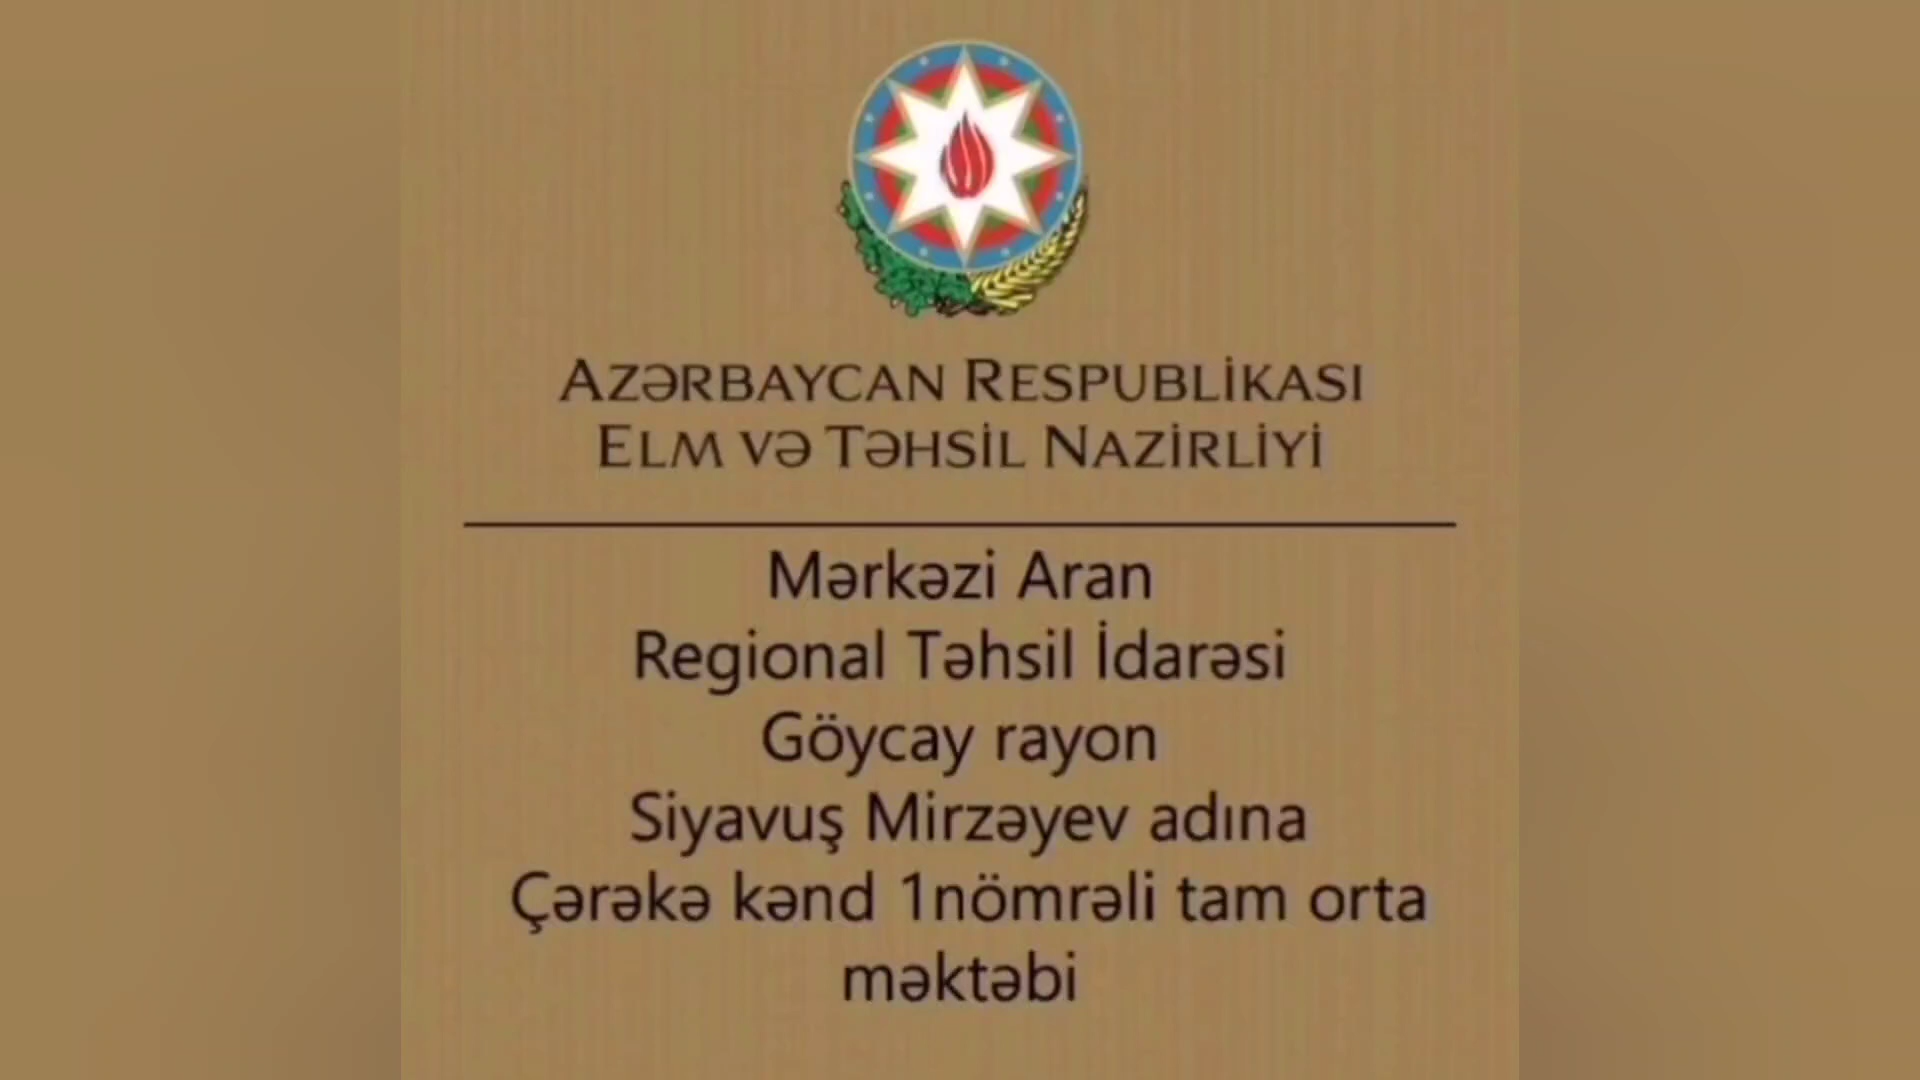 AZƏRBAYCAN RESPUBLİKASI
ELM VƏ TƏHSİL NAZİRLİYİ
Mərkəzi Aran
Regional Təhsil İdarəsi
Göycay rayon
Siyavuş Mirzəyev adına
Çərəkə kənd 1nömrəli tam orta
məktəbi